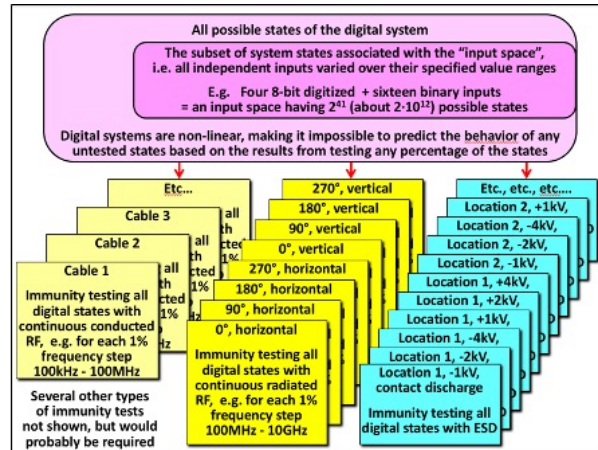 All possible states of the digital system
The subset of system states associated with the “input space”,
i.e. all independent inputs varied over their specified value ranges
E.g. Four 8-bit digitized + sixteen binary inputs
= an input space having 2⁴¹ (about 2·10¹²) possible states
Digital systems are non-linear, making it impossible to predict the behavior of any
untested states based on the results from testing any percentage of the states
Etc...
Cable 3
all
Cable 2
all
ucted
1%
Cable 1
Immunity testing all
digital states with
continuous conducted
RF, e.g. for each 1%
frequency step
100kHz - 100MHz
Several other types
of immunity tests
not shown, but would
probably be required
270°, vertical
180°, vertical
90°, vertical
0°, vertical
270°, horizontal
180°, horizontal
90°, horizontal
0°, horizontal
Immunity testing all
digital states with
continuous radiated
RF, e.g. for each 1%
frequency step
100MHz - 10GHz
Etc., etc., etc....
Location 2, +1kV,
Location 2, -4kV,
Location 2, -2kV,
Location 2, -1kV,
Location 1, +4kV,
Location 1, +2kV,
Location 1, +1kV,
Location 1, -4kV,
Location 1, -2kV,
Location 1, -1kV,
contact discharge
Immunity testing all
digital states with ESD